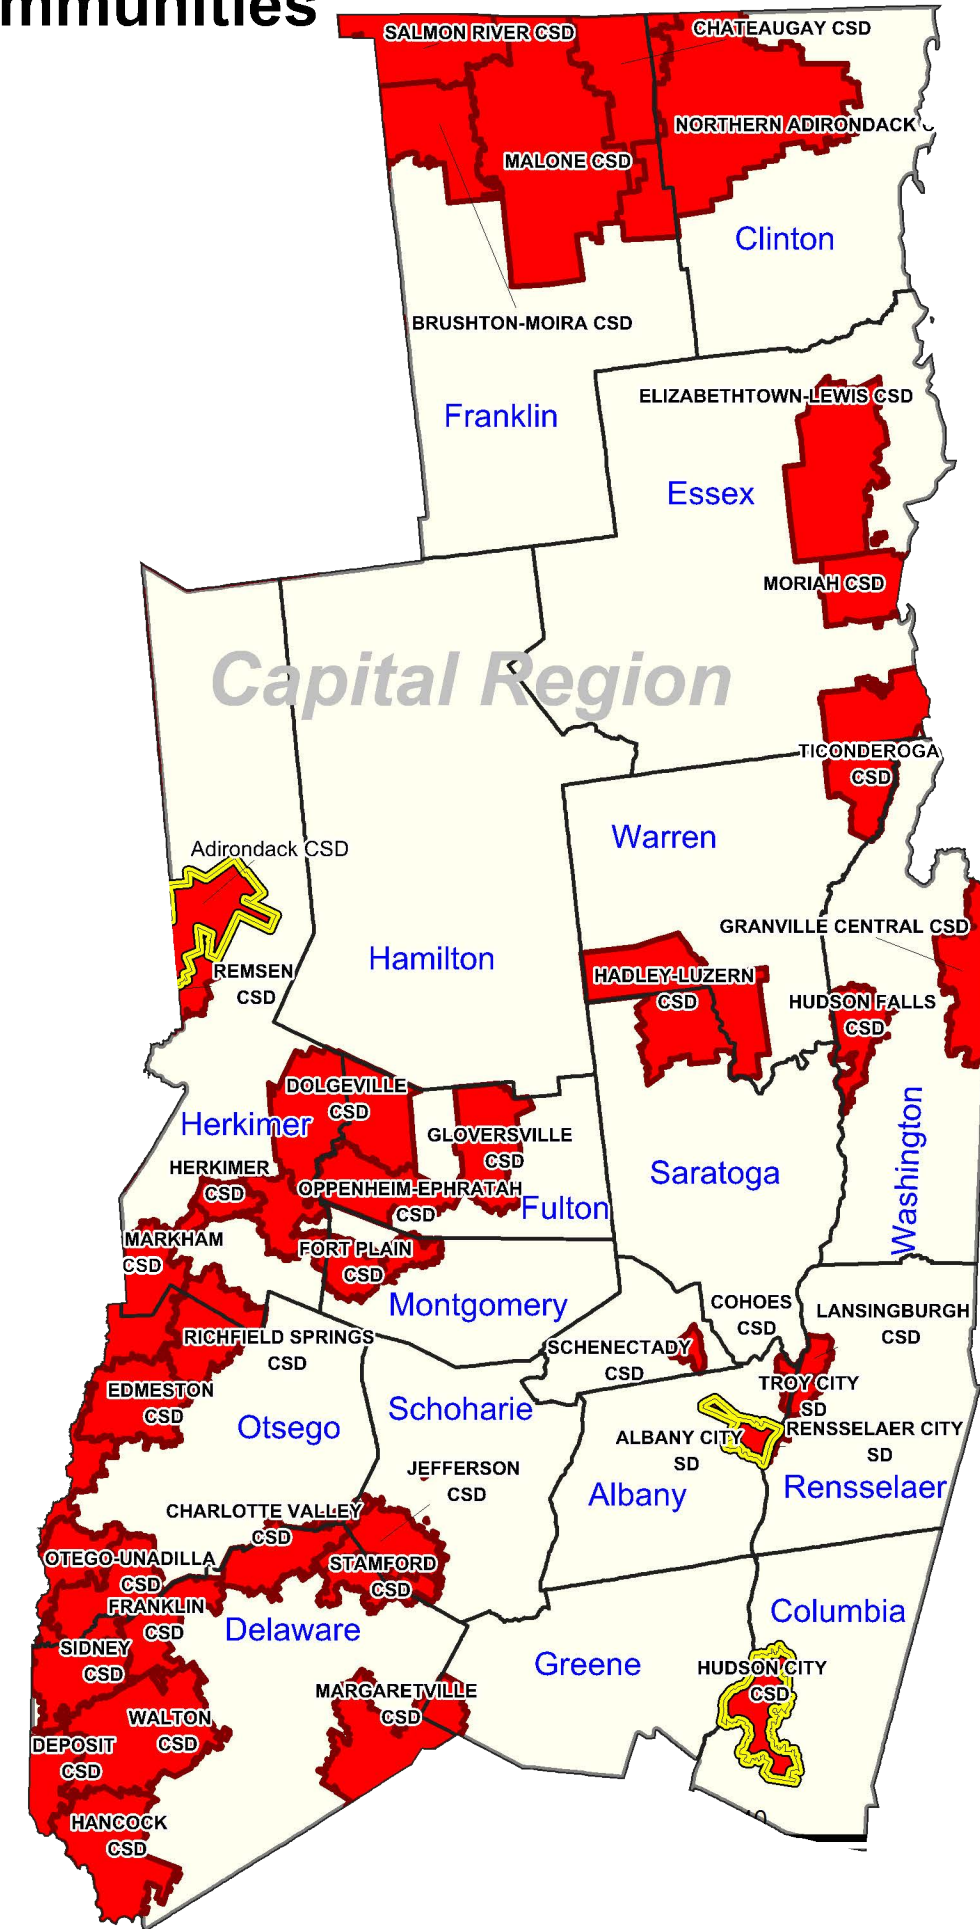 mmunities
SALMON RIVER CSD
CHATEAUGAY CSD
NORTHERN ADIRONDACK
MALONE CSD
Clinton
BRUSHTON-MOIRA CSD
ELIZABETHTOWN-LEWIS CSD
Franklin
Essex
MORIAH CSD
Capital Region
TICONDEROGA
CSD
Warren
Adirondack CSD
GRANVILLE CENTRAL CSD
Hamilton
REMSEN
CSD
HADLEY-LUZERN
CSD
HUDSON FALLS
CSD
DOLGEVILLE
CSD
Herkimer
GLOVERSVILLE
CSD
Washington
HERKIMER
CSD
Saratoga
OPPENHEIM-EPHRATAH
CSD
Fulton
MARKHAM
CSD
FORT PLAIN
CSD
Montgomery
COHOES
CSD
LANSINGBURGH
CSD
RICHFIELD SPRINGS
CSD
SCHENECTADY
CSD
EDMESTON
CSD
TROY CITY
SD
Schoharie
Otsego
ALBANY CITY
SD
RENSSELAER CITY
SD
JEFFERSON
CSD
Albany
Rensselaer
CHARLOTTE VALLEY
CSD
OTEGO-UNADILLA
CSD
STAMFORD
CSD
FRANKLIN
CSD
Delaware
Columbia
SIDNEY
CSD
Greene
HUDSON CITY
CSD
MARGARETVILLE
CSD
WALTON
CSD
DEPOSIT
CSD
HANCOCK
CSD